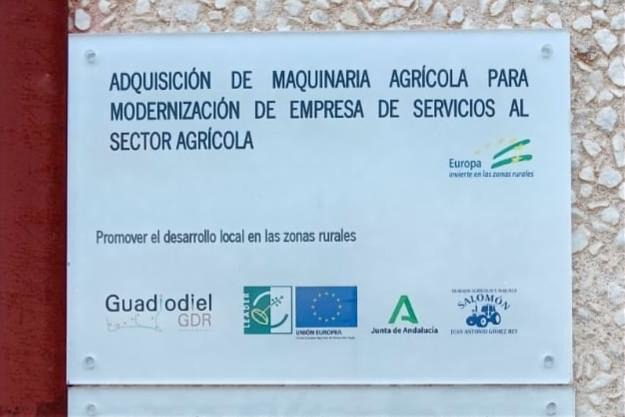 ADQUISICIÓN DE MAQUINARIA AGRÍCOLA PARA
MODERNIZACIÓN DE EMPRESA DE SERVICIOS AL
SECTOR AGRÍCOLA
Europa
invierte en las zonas rurales
Promover el desarrollo local en las zonas rurales
Guadiodiel
GDR
LEADER
UNIÓN EUROPEA
Junta de Andalucía
SALOMÓN
JUAN ANTONIO GÓMEZ REY